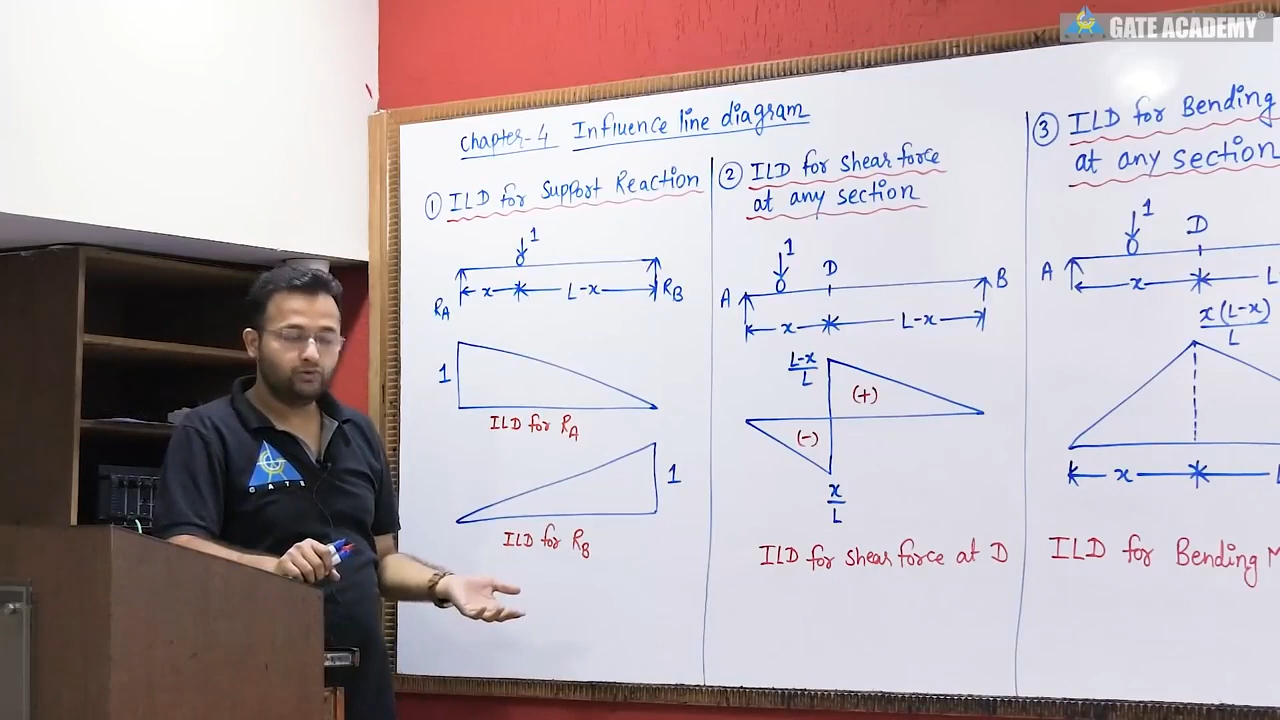 GATE ACADEMY
Chapter-4 Influence line diagram
① ILD for Support Reaction
1
x
L-x
RA
RB
1
ILD for RA
1
ILD for RB
② ILD for shear force
at any section
1
A
D
B
x
L-x
L-x
L
(+)
(-)
x
L
ILD for shear force at D
③ ILD for Bending
at any section
1
D
A
x
L
x(L-x)
L
x
ILD for Bending M
GATE